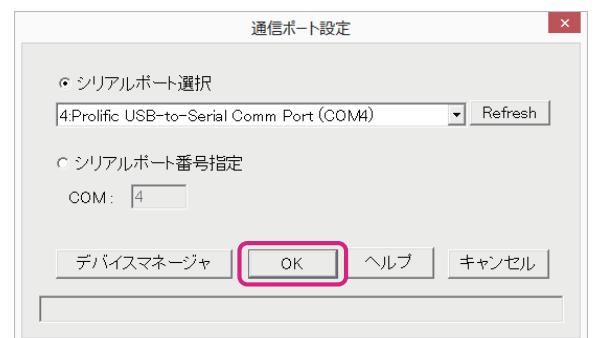 通信ポート設定
シリアルポート選択
4:Prolific USB-to-Serial Comm Port (COM4)
Refresh
シリアルポート番号指定
COM: 4
デバイスマネージャ OK ヘルプ キャンセル